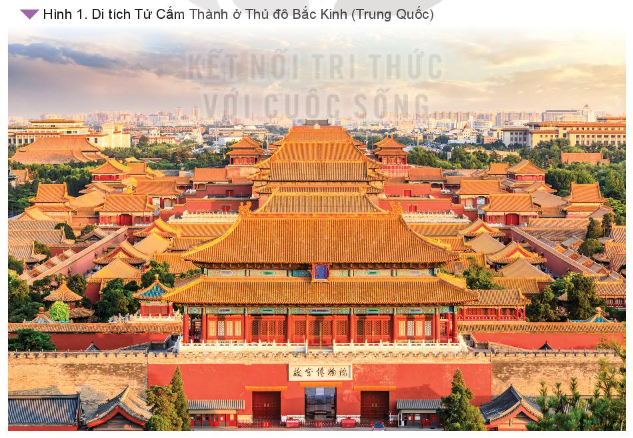 Hình 1. Di tích Tử Cấm Thành ở Thủ đô Bắc Kinh (Trung Quốc)
KẾT NỐI TRI THỨC
VỚI CUỘC SỐNG
故宫博物院